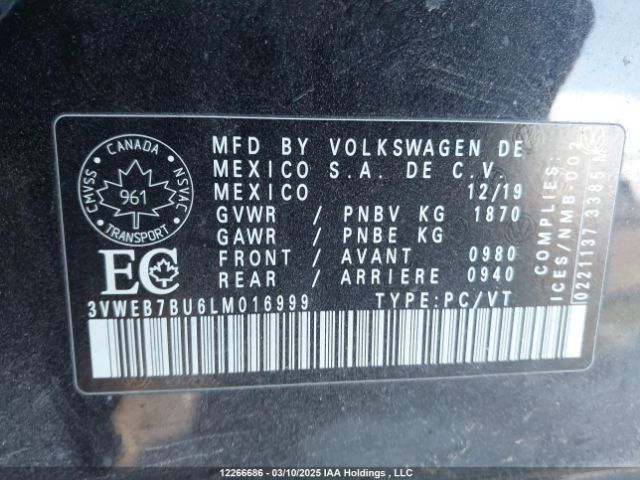 CANADA
CMVSS
NSVAC
961
TRANSPORT
EC
MFD BY VOLKSWAGEN DE
MEXICO S.A. DE C.V.
MEXICO 12/19
GVWR / PNBV KG 1870
GAWR / PNBE KG
FRONT / AVANT 0980
REAR / ARRIERE 0940
3VWEB7BU6LM016999 TYPE:PC/VT
COMPLIES:
ICES/NMB-002
0221137 3385 M
12266686 - 03/10/2025 IAA Holdings , LLC